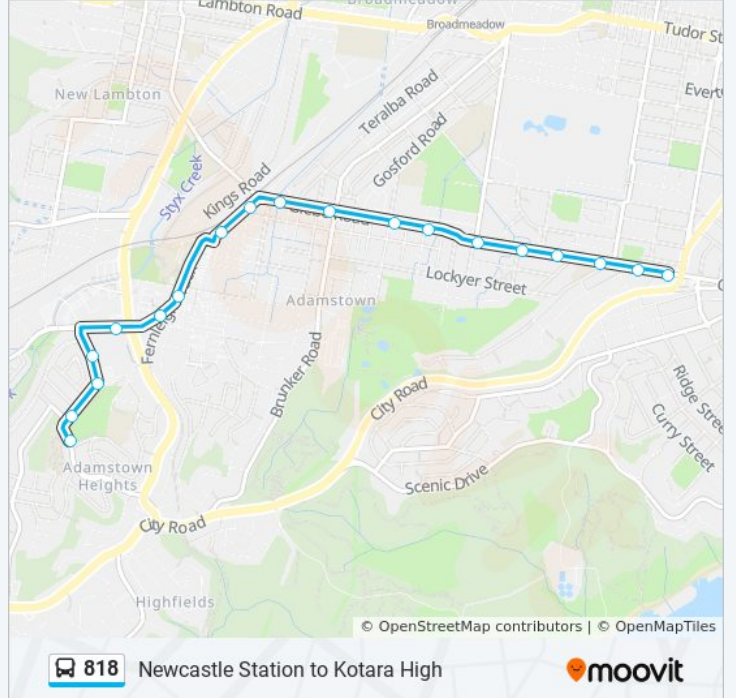 Lambton Road
Broadmeadow
Broadmeadow
Tudor St
New Lambton
Teralba Road
Evert
Gosford Road
Styx Creek
Kings Road
Road
Lockyer Street
Adamstown
Fernleigh
Brunker Road
City Road
Ridge Stree
Curry Street
k
Adamstown
Heights
Scenic Drive
City Road
Highfields
© OpenStreetMap contributors | © OpenMapTiles
818 Newcastle Station to Kotara High
moovit